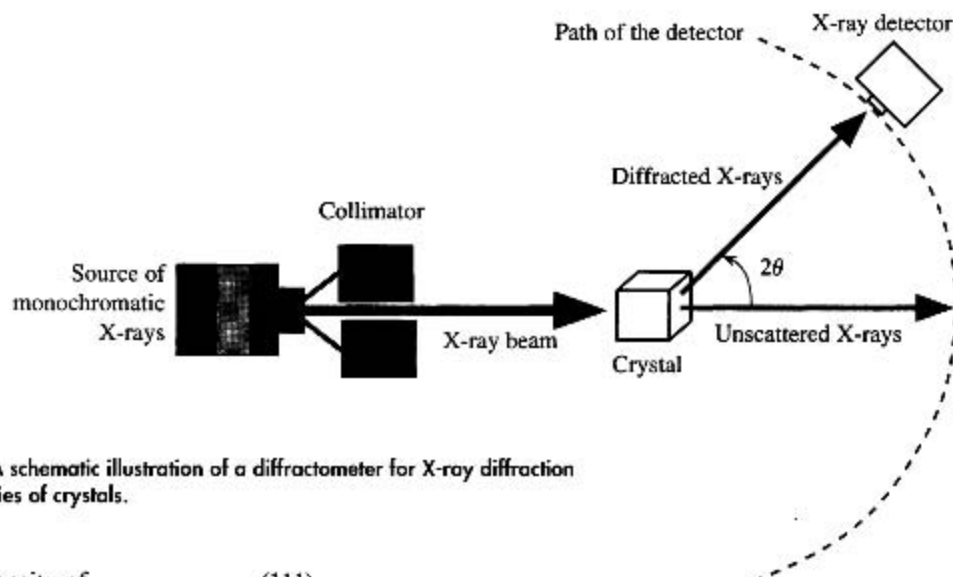 Path of the detector
X-ray detector
Diffracted X-rays
Collimator
2θ
Source of
monochromatic
X-rays
X-ray beam
Unscattered X-rays
Crystal
schematic illustration of a diffractometer for X-ray diffraction
of crystals.
(111)